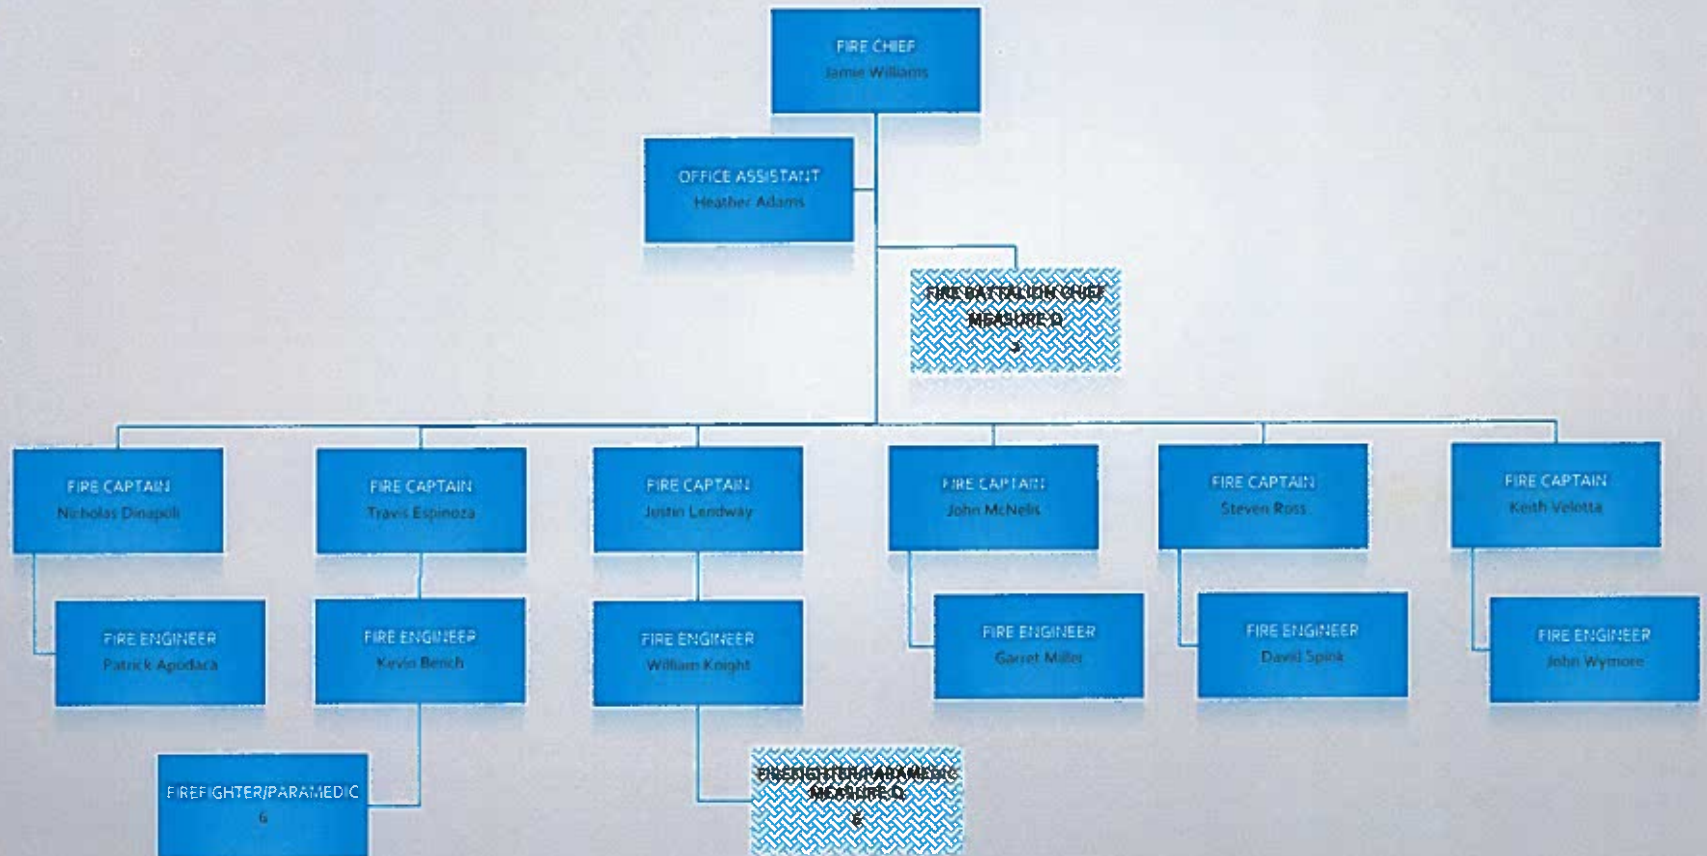 FIRE CHIEF
Jamie Williams
OFFICE ASSISTANT
Heather Adams
FIRE BATTALION CHIEF
MEASURE Q
FIRE CAPTAIN
Nicholas Dinapoli
FIRE CAPTAIN
Travis Espinoza
FIRE CAPTAIN
Justin Lendway
FIRE CAPTAIN
John McNelis
FIRE CAPTAIN
Steven Ross
FIRE CAPTAIN
Keith Velotta
FIRE ENGINEER
Patrick Apodaca
FIRE ENGINEER
Kevin Bench
FIRE ENGINEER
William Knight
FIRE ENGINEER
Garret Miller
FIRE ENGINEER
David Spink
FIRE ENGINEER
John Wymore
FIREFIGHTER/PARAMEDIC
6
FIREFIGHTER/PARAMEDIC
MEASURE Q